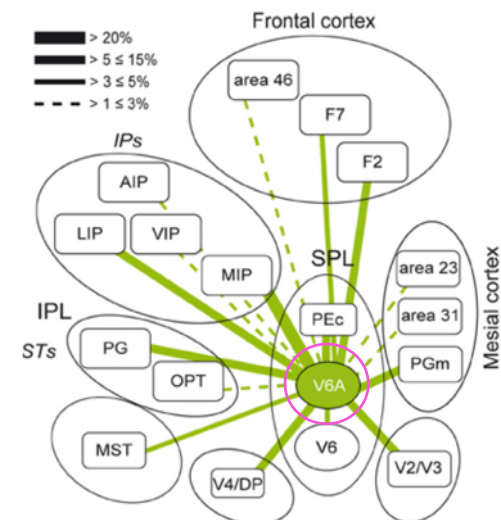 Frontal cortex
> 20%
> 5 ≤ 15%
> 3 ≤ 5%
> 1 ≤ 3%
area 46
F7
F2
IPs
AIP
LIP
VIP
MIP
SPL
PEc
Mesial cortex
area 23
area 31
PGm
IPL
STs
PG
OPT
V6A
MST
V6
V4/DP
V2/V3